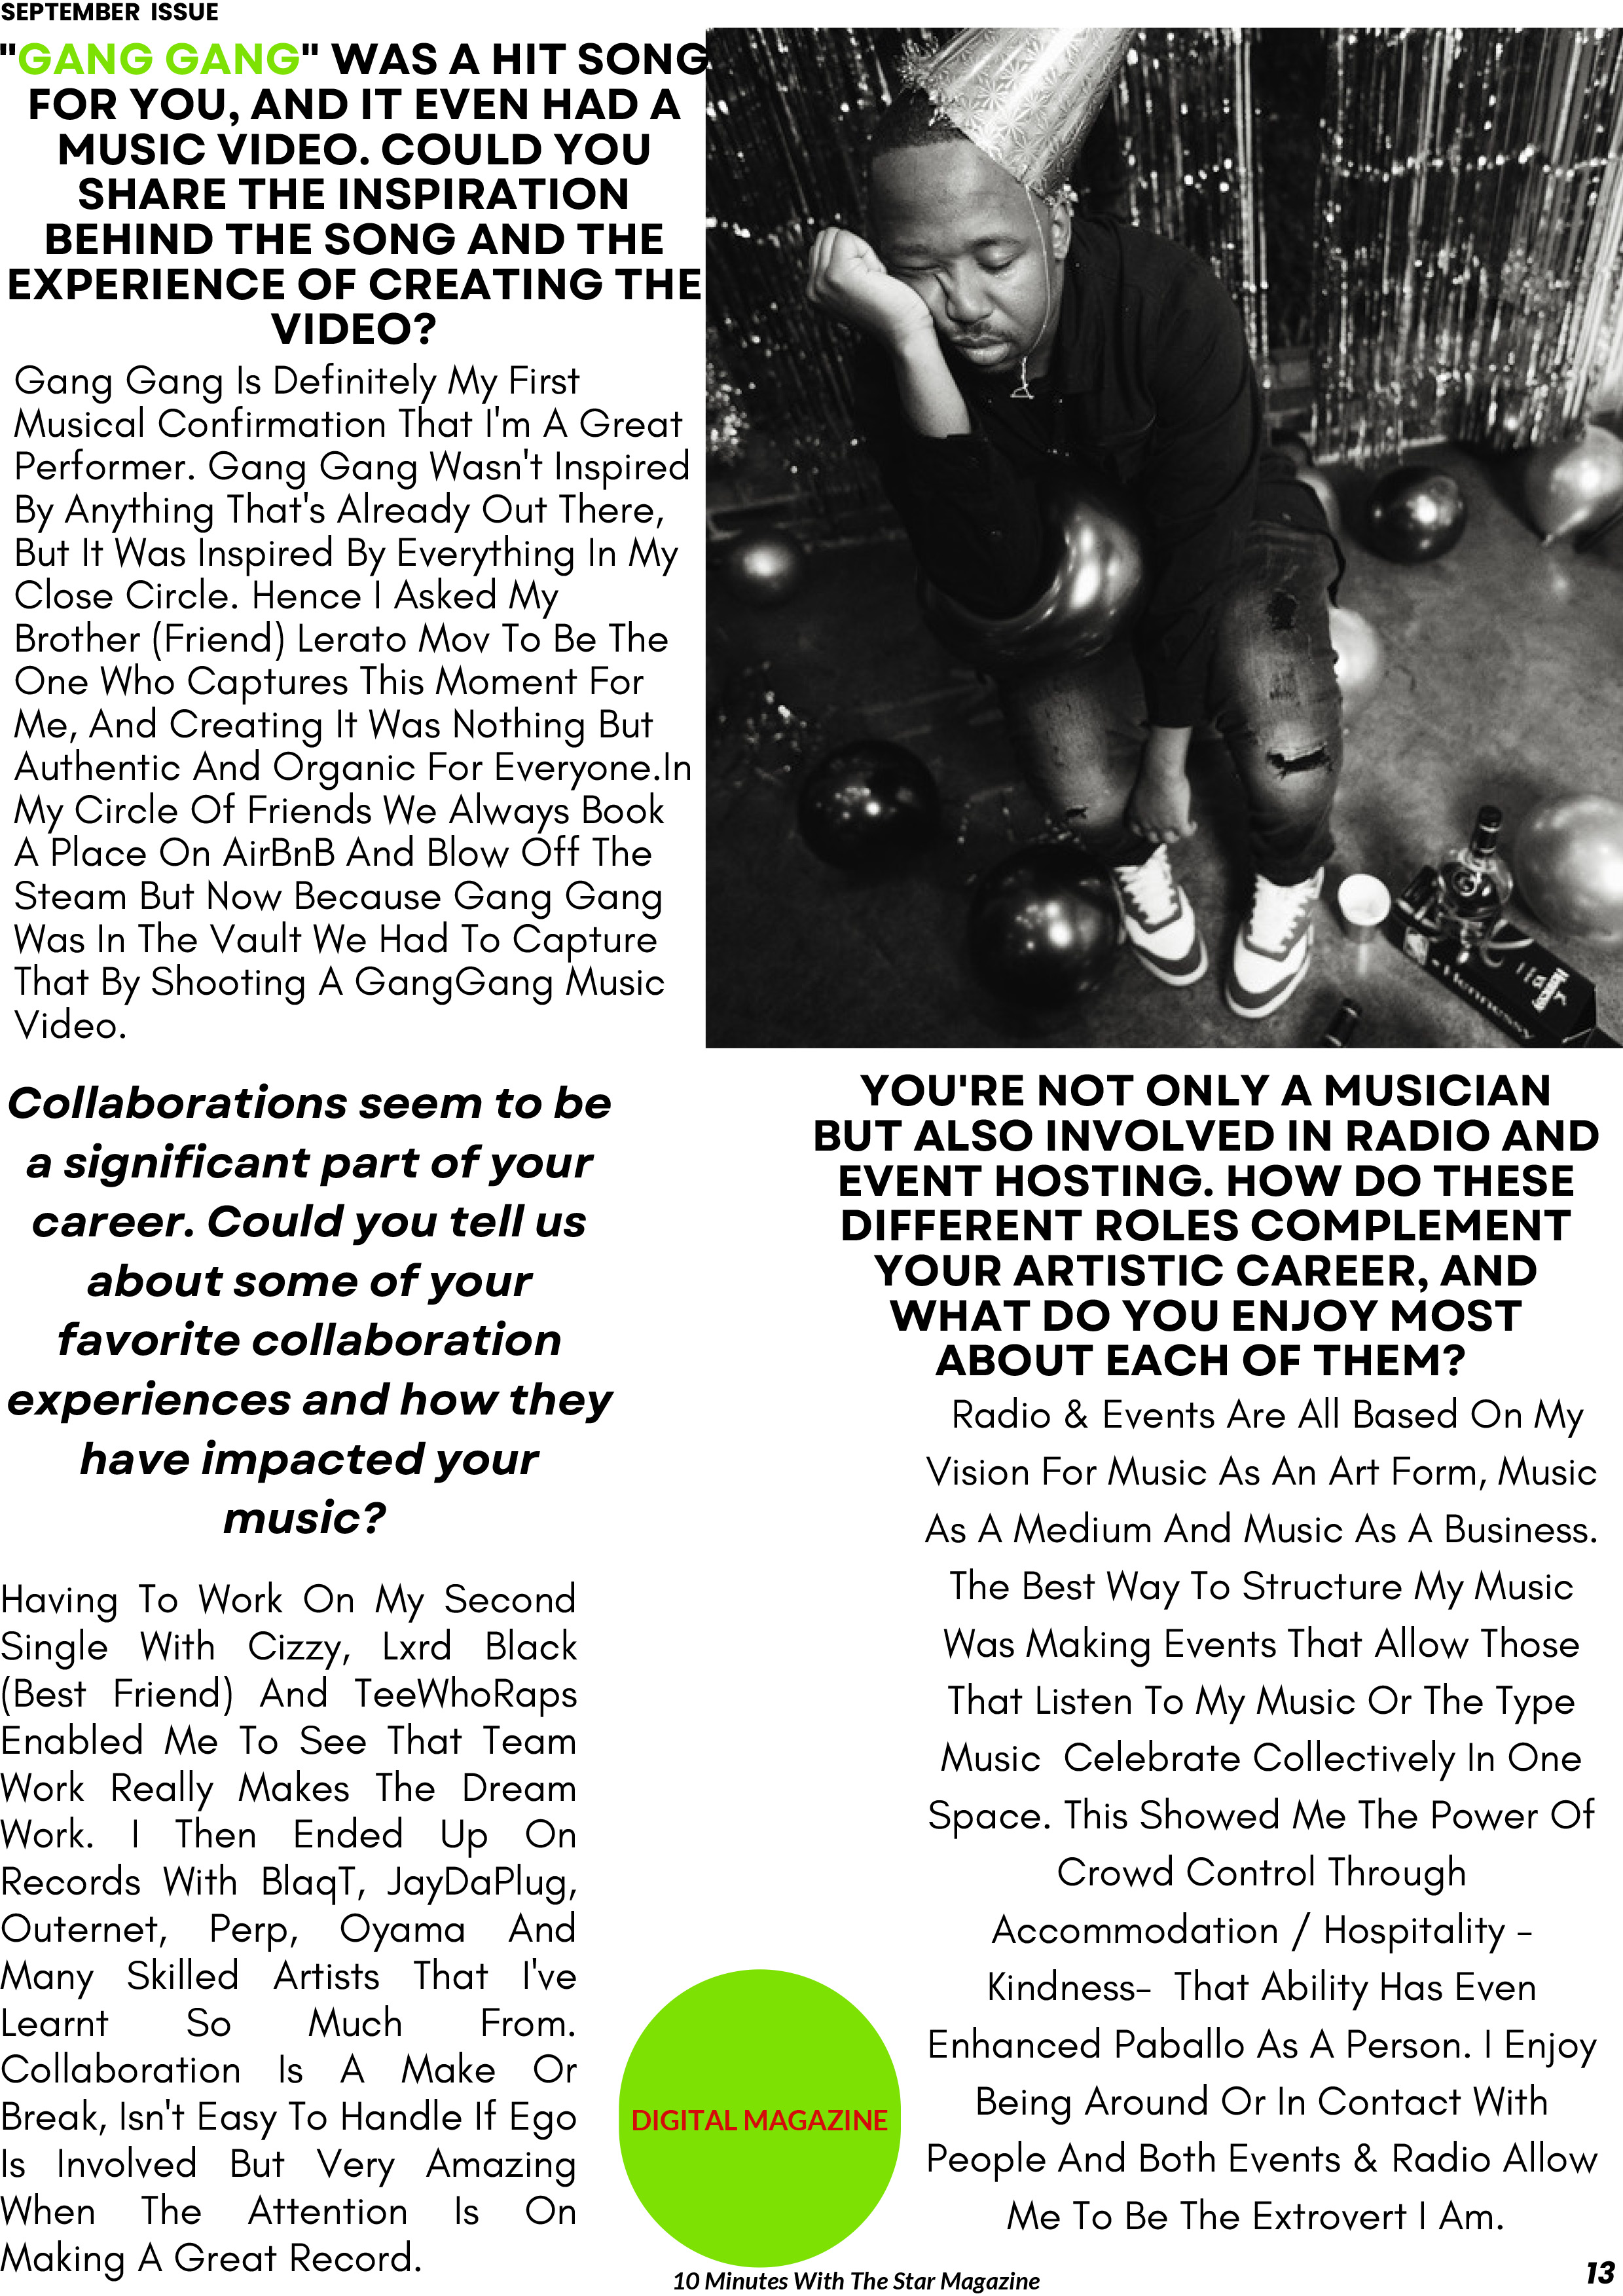 SEPTEMBER ISSUE
"GANG GANG" WAS A HIT SONG
FOR YOU, AND IT EVEN HAD A
MUSIC VIDEO. COULD YOU
SHARE THE INSPIRATION
BEHIND THE SONG AND THE
EXPERIENCE OF CREATING THE
VIDEO?
Gang Gang Is Definitely My First
Musical Confirmation That I'm A Great
Performer. Gang Gang Wasn't Inspired
By Anything That's Already Out There,
But It Was Inspired By Everything In My
Close Circle. Hence I Asked My
Brother (Friend) Lerato Mov To Be The
One Who Captures This Moment For
Me, And Creating It Was Nothing But
Authentic And Organic For Everyone.In
My Circle Of Friends We Always Book
A Place On AirBnB And Blow Off The
Steam But Now Because Gang Gang
Was In The Vault We Had To Capture
That By Shooting A GangGang Music
Video.
Hennessy
Collaborations seem to be
a significant part of your
career. Could you tell us
about some of your
favorite collaboration
experiences and how they
have impacted your
music?
Having To Work On My Second
Single With Cizzy, Lxrd Black
(Best Friend) And TeeWhoRaps
Enabled Me To See That Team
Work Really Makes The Dream
Work. I Then Ended Up On
Records With BlaqT, JayDaPlug,
Outernet, Perp, Oyama And
Many Skilled Artists That I've
Learnt So Much From.
Collaboration Is A Make Or
Break, Isn't Easy To Handle If Ego
Is Involved But Very Amazing
When The Attention Is On
Making A Great Record.
YOU'RE NOT ONLY A MUSICIAN
BUT ALSO INVOLVED IN RADIO AND
EVENT HOSTING. HOW DO THESE
DIFFERENT ROLES COMPLEMENT
YOUR ARTISTIC CAREER, AND
WHAT DO YOU ENJOY MOST
ABOUT EACH OF THEM?
Radio & Events Are All Based On My
Vision For Music As An Art Form, Music
As A Medium And Music As A Business.
The Best Way To Structure My Music
Was Making Events That Allow Those
That Listen To My Music Or The Type
Music  Celebrate Collectively In One
Space. This Showed Me The Power Of
Crowd Control Through
Accommodation / Hospitality -
Kindness-  That Ability Has Even
Enhanced Paballo As A Person. I Enjoy
Being Around Or In Contact With
People And Both Events & Radio Allow
Me To Be The Extrovert I Am.
DIGITAL MAGAZINE
10 Minutes With The Star Magazine
13